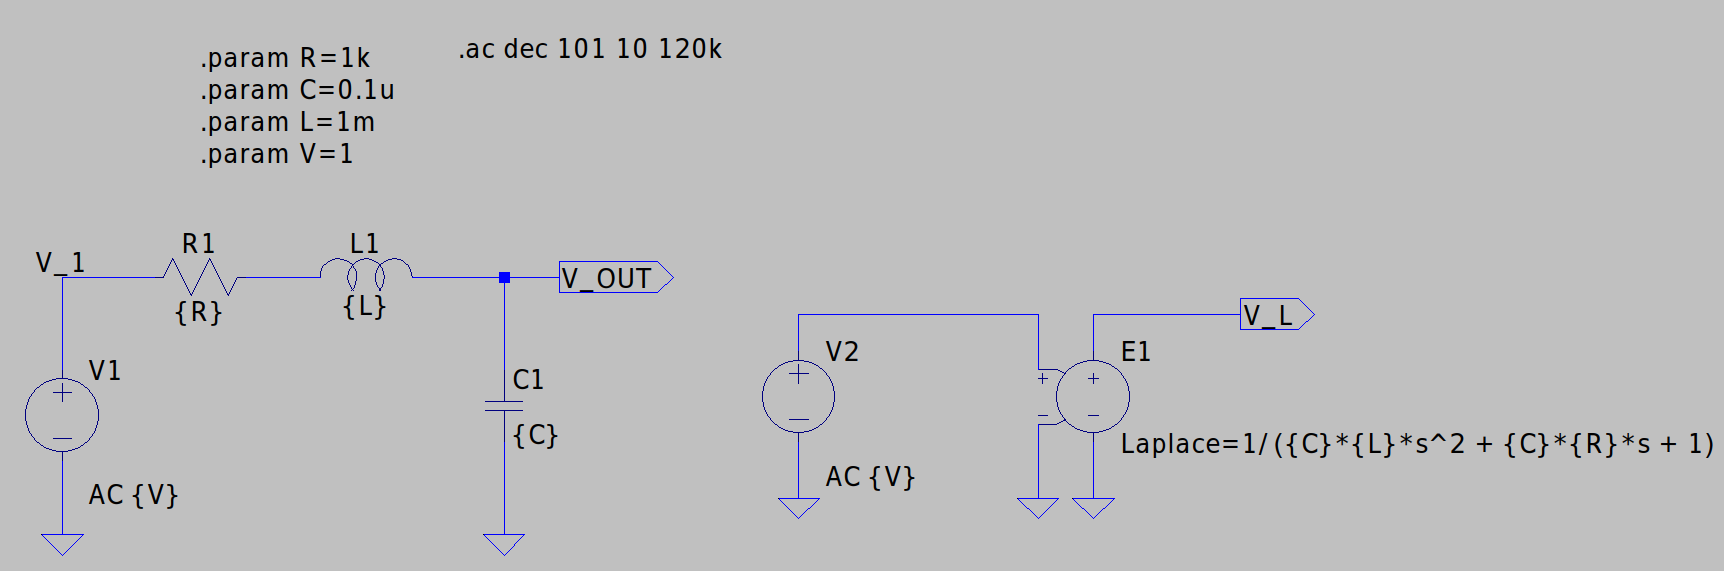 .param R=1k
.param C=0.1u
.param L=1m
.param V=1
.ac dec 101 10 120k
V_1
R1
{R}
L1
{L}
V_OUT
V1
AC {V}
C1
{C}
V2
AC {V}
E1
V_L
Laplace=1/({C}*{L}*s^2 + {C}*{R}*s + 1)